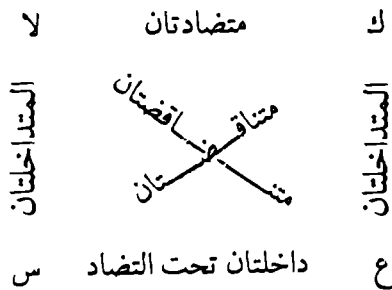 ك متضادتان لا
المتداخلتان
متناقضتان
متناقضتان
المتداخلتان
ع داخلتان تحت التضاد س